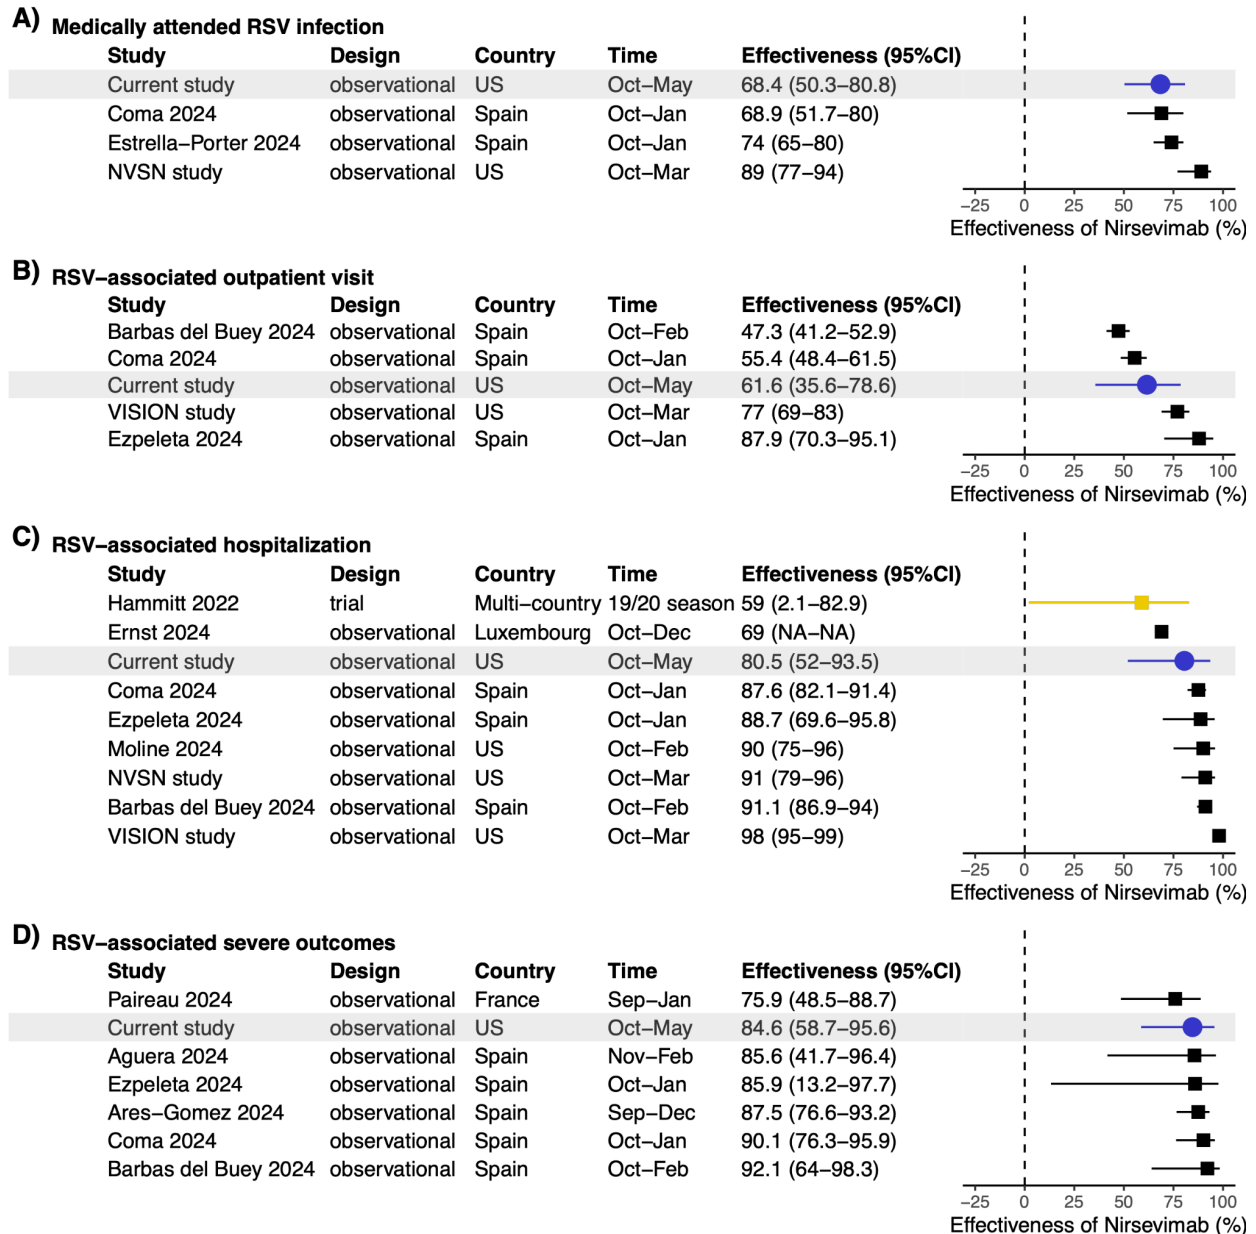 A) Medically attended RSV infection
Study Design Country Time Effectiveness (95%CI)
Current study observational US Oct−May 68.4 (50.3−80.8)
Coma 2024 observational Spain Oct−Jan 68.9 (51.7−80)
Estrella−Porter 2024 observational Spain Oct−Jan 74 (65−80)
NVSN study observational US Oct−Mar 89 (77−94)
−25 0 25 50 75 100
Effectiveness of Nirsevimab (%)
B) RSV−associated outpatient visit
Study Design Country Time Effectiveness (95%CI)
Barbas del Buey 2024 observational Spain Oct−Feb 47.3 (41.2−52.9)
Coma 2024 observational Spain Oct−Jan 55.4 (48.4−61.5)
Current study observational US Oct−May 61.6 (35.6−78.6)
VISION study observational US Oct−Mar 77 (69−83)
Ezpeleta 2024 observational Spain Oct−Jan 87.9 (70.3−95.1)
−25 0 25 50 75 100
Effectiveness of Nirsevimab (%)
C) RSV−associated hospitalization
Study Design Country Time Effectiveness (95%CI)
Hammitt 2022 trial Multi−country 19/20 season 59 (2.1−82.9)
Ernst 2024 observational Luxembourg Oct−Dec 69 (NA−NA)
Current study observational US Oct−May 80.5 (52−93.5)
Coma 2024 observational Spain Oct−Jan 87.6 (82.1−91.4)
Ezpeleta 2024 observational Spain Oct−Jan 88.7 (69.6−95.8)
Moline 2024 observational US Oct−Feb 90 (75−96)
NVSN study observational US Oct−Mar 91 (79−96)
Barbas del Buey 2024 observational Spain Oct−Feb 91.1 (86.9−94)
VISION study observational US Oct−Mar 98 (95−99)
−25 0 25 50 75 100
Effectiveness of Nirsevimab (%)
D) RSV−associated severe outcomes
Study Design Country Time Effectiveness (95%CI)
Paireau 2024 observational France Sep−Jan 75.9 (48.5−88.7)
Current study observational US Oct−May 84.6 (58.7−95.6)
Aguera 2024 observational Spain Nov−Feb 85.6 (41.7−96.4)
Ezpeleta 2024 observational Spain Oct−Jan 85.9 (13.2−97.7)
Ares−Gomez 2024 observational Spain Sep−Dec 87.5 (76.6−93.2)
Coma 2024 observational Spain Oct−Jan 90.1 (76.3−95.9)
Barbas del Buey 2024 observational Spain Oct−Feb 92.1 (64−98.3)
−25 0 25 50 75 100
Effectiveness of Nirsevimab (%)